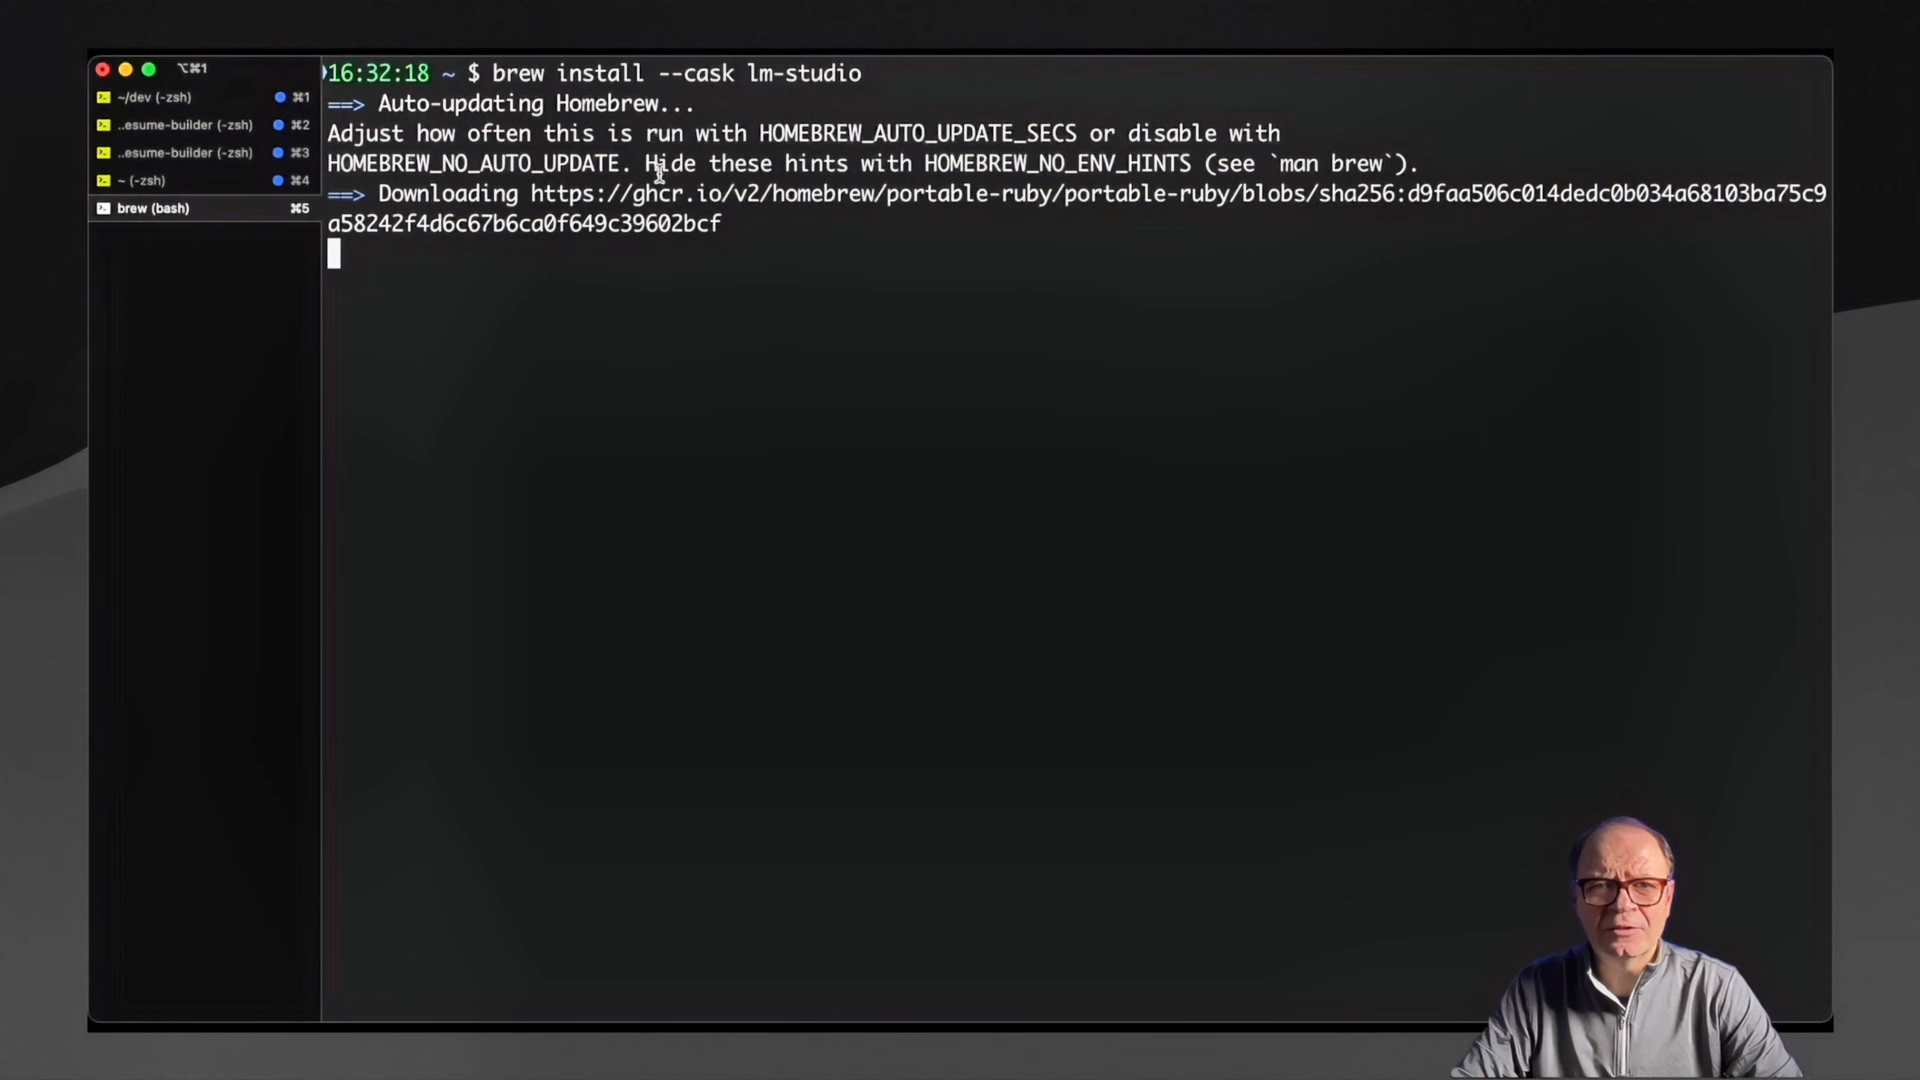 ⌥⌘1
~/dev (-zsh) ⌘1
..esume-builder (-zsh) ⌘2
..esume-builder (-zsh) ⌘3
~ (-zsh) ⌘4
brew (bash) ⌘5
16:32:18 ~ $ brew install --cask lm-studio
==> Auto-updating Homebrew...
Adjust how often this is run with HOMEBREW_AUTO_UPDATE_SECS or disable with
HOMEBREW_NO_AUTO_UPDATE. Hide these hints with HOMEBREW_NO_ENV_HINTS (see `man brew`).
==> Downloading https://ghcr.io/v2/homebrew/portable-ruby/portable-ruby/blobs/sha256:d9faa506c014dedc0b034a68103ba75c9
a58242f4d6c67b6ca0f649c39602bcf